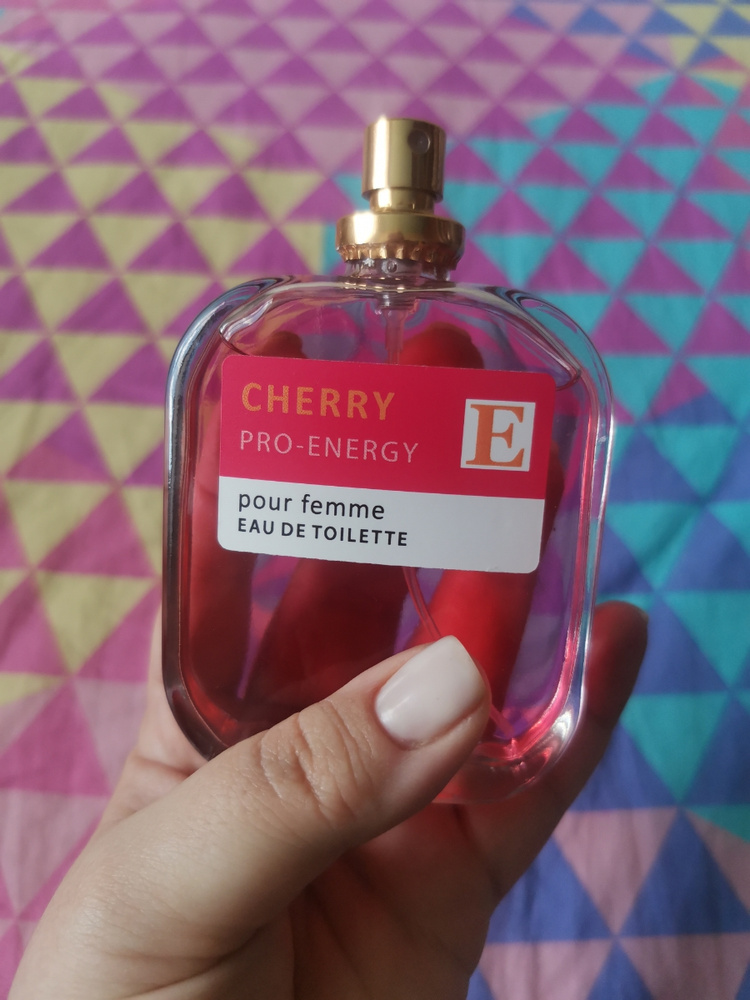 CHERRY
PRO-ENERGY
E
pour femme
EAU DE TOILETTE